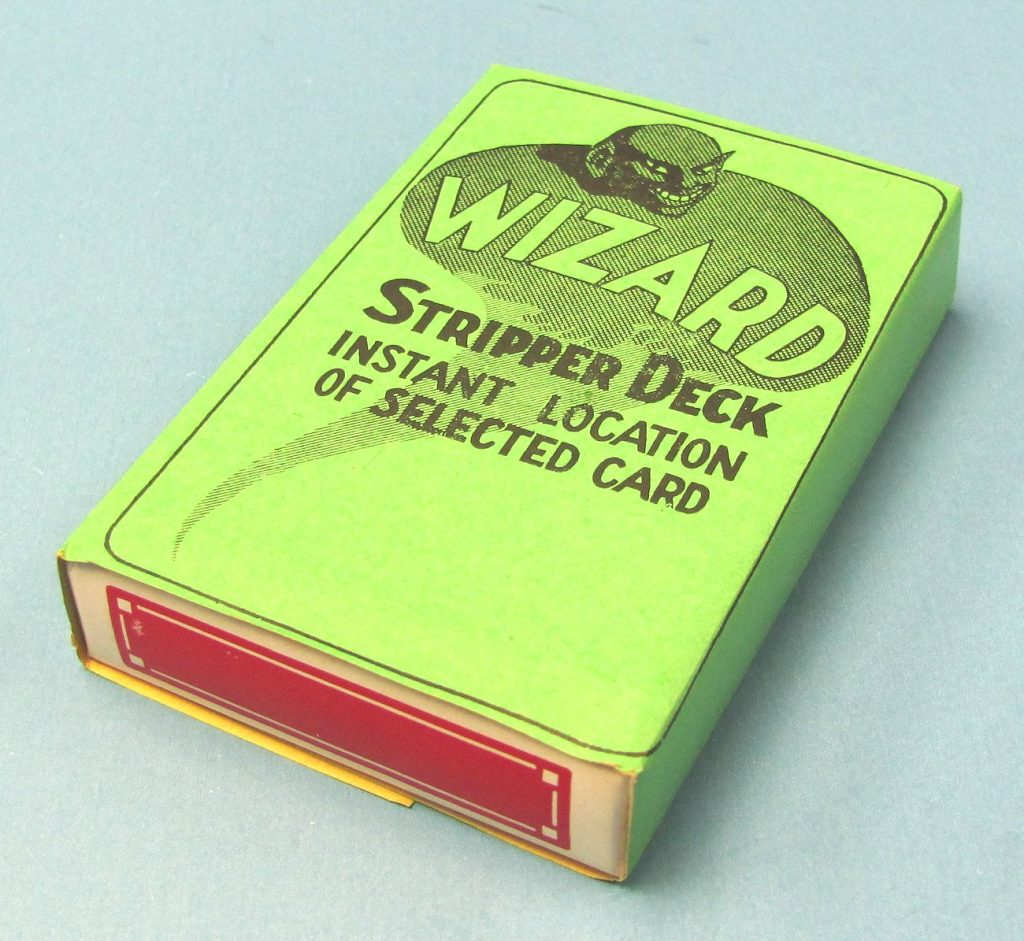 WIZARD
STRIPPER DECK
INSTANT LOCATION
OF SELECTED CARD